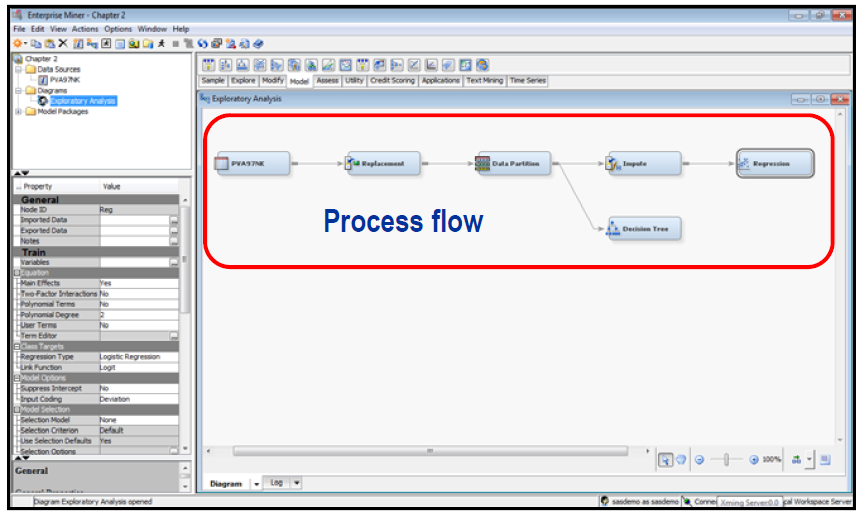 Enterprise Miner - Chapter 2
File Edit View Actions Options Window Help
Chapter 2
Data Sources
PVA97NK
Diagrams
Exploratory Analysis
Model Packages
Sample Explore Modify Model Assess Utility Credit Scoring Applications Text Mining Time Series
Exploratory Analysis
PVA97NK Replacement Data Partition Impute Regression
Decision Tree
Process flow
... Property Value
General
Node ID Reg
Imported Data ...
Exported Data ...
Notes ...
Train
Variables ...
Equation
Main Effects Yes
Two-Factor Interactions No
Polynomial Terms No
Polynomial Degree 2
User Terms No
Term Editor ...
Class Targets
Regression Type Logistic Regression
Link Function Logit
Model Options
Suppress Intercept No
Input Coding Deviation
Model Selection
Selection Model None
Selection Criterion Default
Use Selection Defaults Yes
Selection Options ...
General
General Properties
100%
Diagram Log
Diagram Exploratory Analysis opened
sasdemo as sasdemo Connec Xming Server:0.0 cal Workspace Server